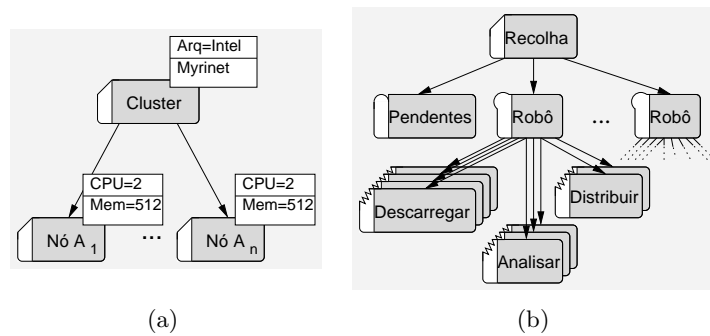 Arq=Intel
Myrinet
Cluster
CPU=2
Mem=512
CPU=2
Mem=512
Nó A 1
...
Nó A n
(a)
Recolha
Pendentes
Robô
...
Robô
Descarregar
Distribuir
Analisar
(b)